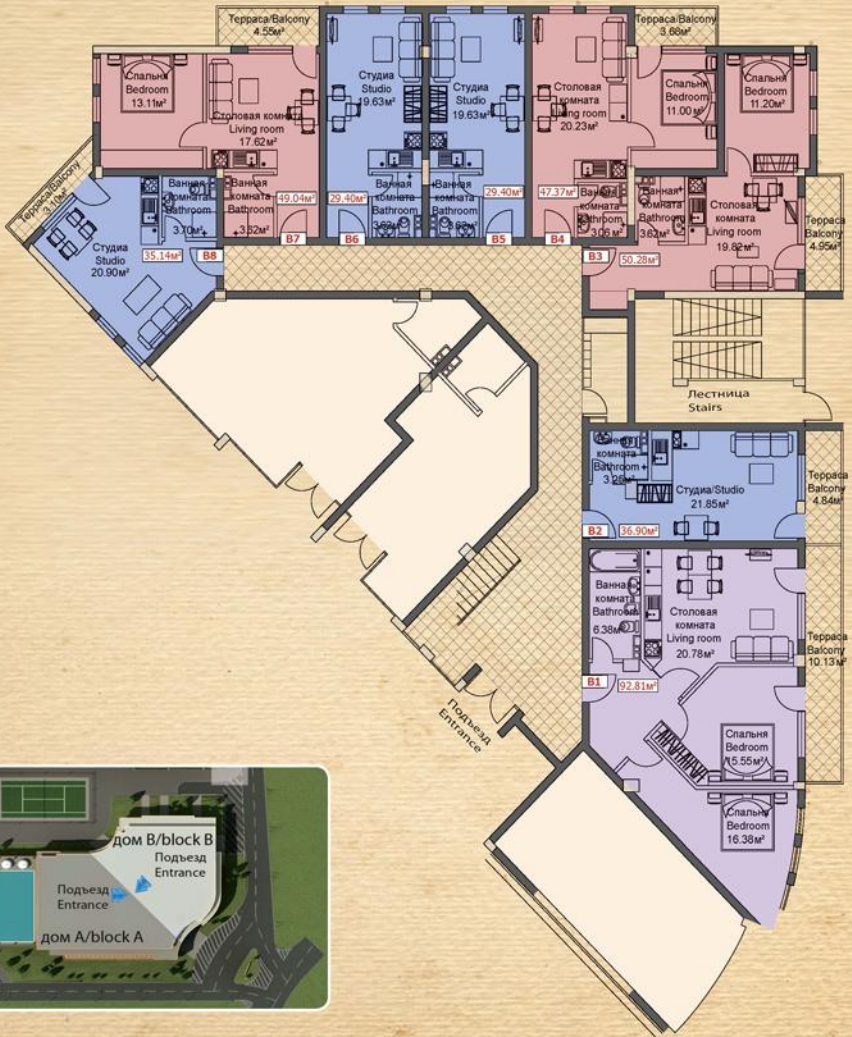 Терраса/Balcony
4.55м²
Терраса/Balcony
3.68м²
Спальня
Bedroom
13.11м²
Столовая
комната
Living room
17.62м²
Студия
Studio
19.63м²
Студия
Studio
19.63м²
Столовая
комната
Living room
20.23м²
Спальня
Bedroom
11.00м²
Спальня
Bedroom
11.20м²
Терраса/Balcony
3.10м²
Ванная
комната
Bathroom
3.70м²
Ванная
комната
Bathroom
3.62м²
49.04м²
B7
29.40м²
B6
Ванная
комната
Bathroom
Ванная
комната
Bathroom
29.40м²
B5
47.37м²
B4
Ванная
комната
Bathroom
3.06м²
Ванная
комната
Bathroom
3.62м²
Столовая
комната
Living room
19.82м²
Терраса
Balcony
4.95м²
Студия
Studio
20.90м²
35.14м²
B8
B3
50.28м²
Лестница
Stairs
комната
Bathroom
Студия/Studio
21.85м²
Терраса
Balcony
4.84м²
B2
36.90м²
Ванная
комната
Bathroom
6.38м²
Столовая
комната
Living room
20.78м²
Терраса
Balcony
10.13м²
B1
92.81м²
Подъезд
Entrance
Спальня
Bedroom
15.55м²
Спальня
Bedroom
16.38м²
дом B/block B
Подъезд
Entrance
Подъезд
Entrance
дом A/block A